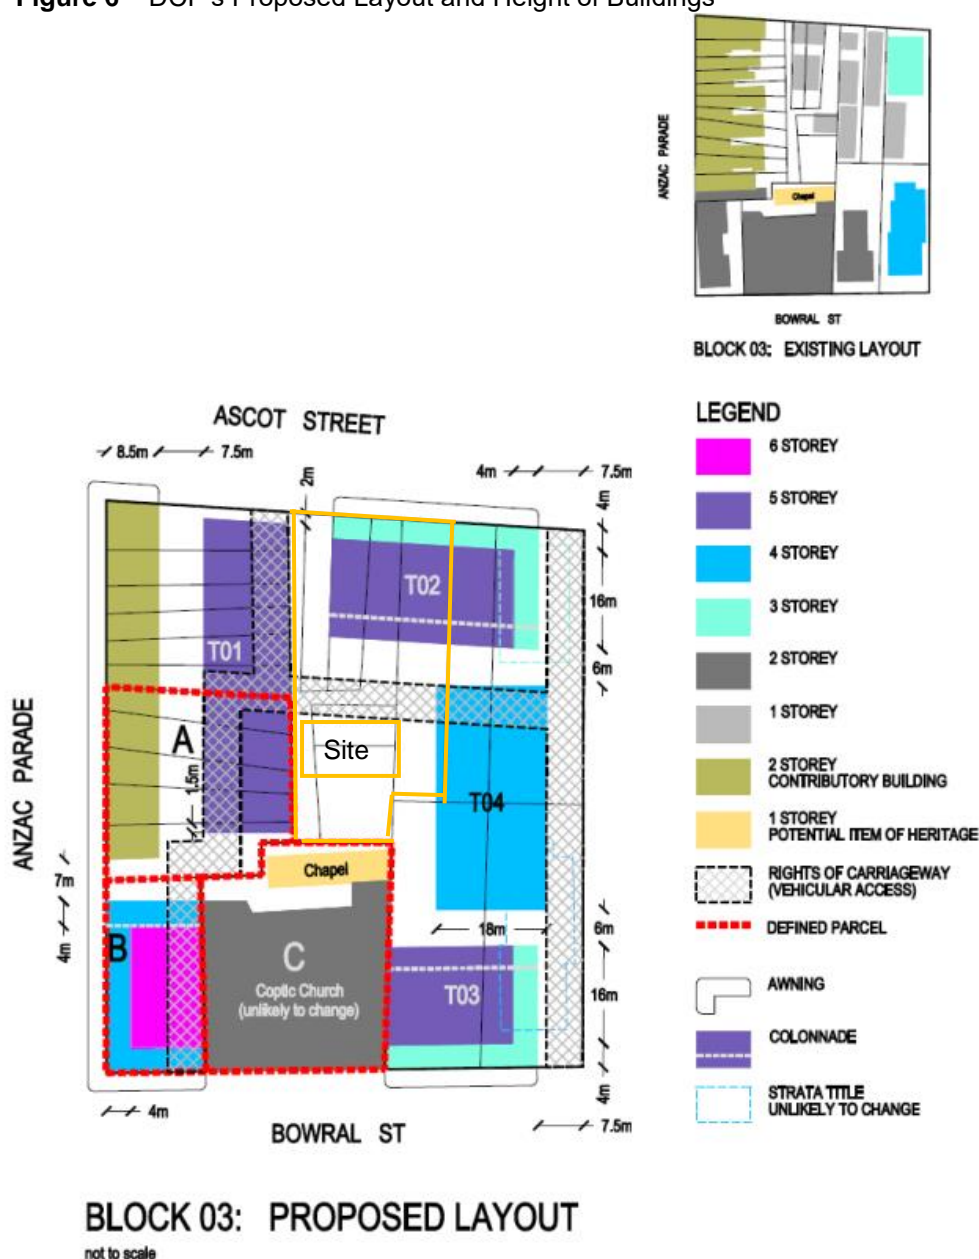 Figure 6 DCP's Proposed Layout and Height of Buildings
ANZAC PARADE
Chapel
BOWRAL ST
BLOCK 03: EXISTING LAYOUT
ASCOT STREET
8.5m
7.5m
2m
4m
7.5m
4m
T02
16m
T01
6m
ANZAC PARADE
A
Site
1.5m
T04
Chapel
7m
4m
B
18m
6m
C
Coptic Church
(unlikely to change)
T03
16m
4m
4m
7.5m
BOWRAL ST
LEGEND
6 STOREY
5 STOREY
4 STOREY
3 STOREY
2 STOREY
1 STOREY
2 STOREY
CONTRIBUTORY BUILDING
1 STOREY
POTENTIAL ITEM OF HERITAGE
RIGHTS OF CARRIAGEWAY
(VEHICULAR ACCESS)
DEFINED PARCEL
AWNING
COLONNADE
STRATA TITLE
UNLIKELY TO CHANGE
BLOCK 03: PROPOSED LAYOUT
not to scale